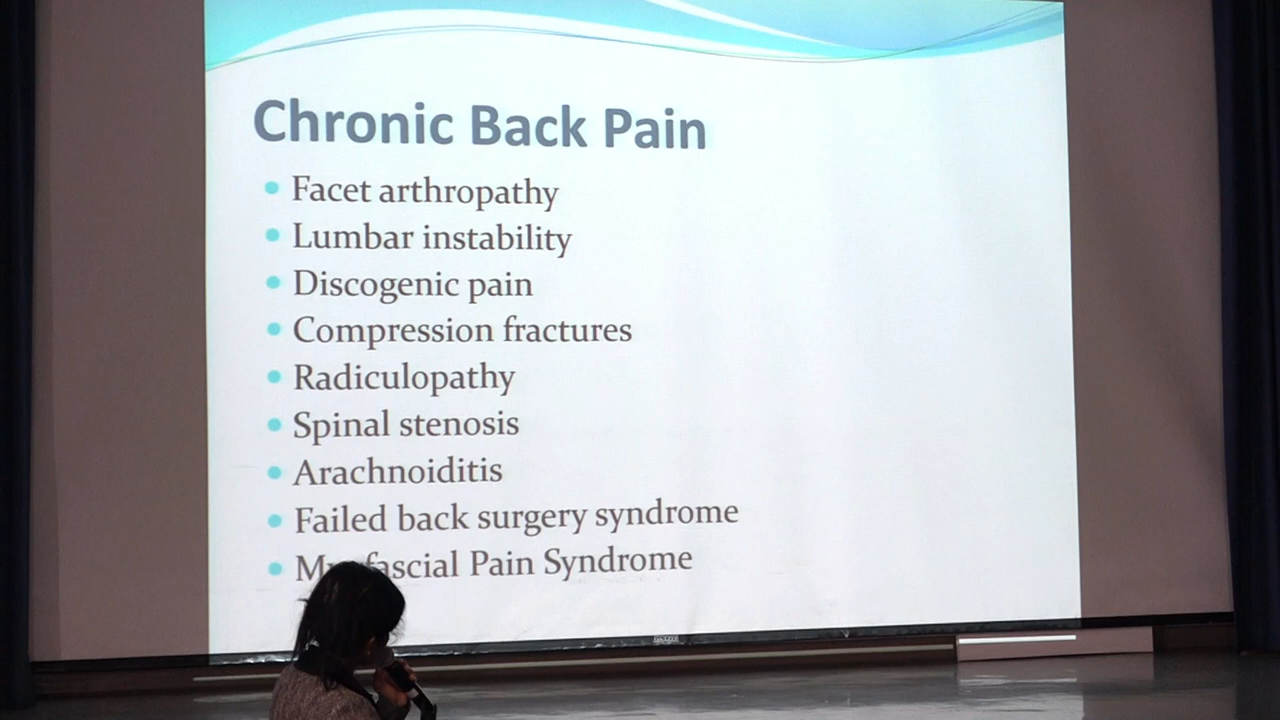 Chronic Back Pain
Facet arthropathy
Lumbar instability
Discogenic pain
Compression fractures
Radiculopathy
Spinal stenosis
Arachnoiditis
Failed back surgery syndrome
Pain Syndrome